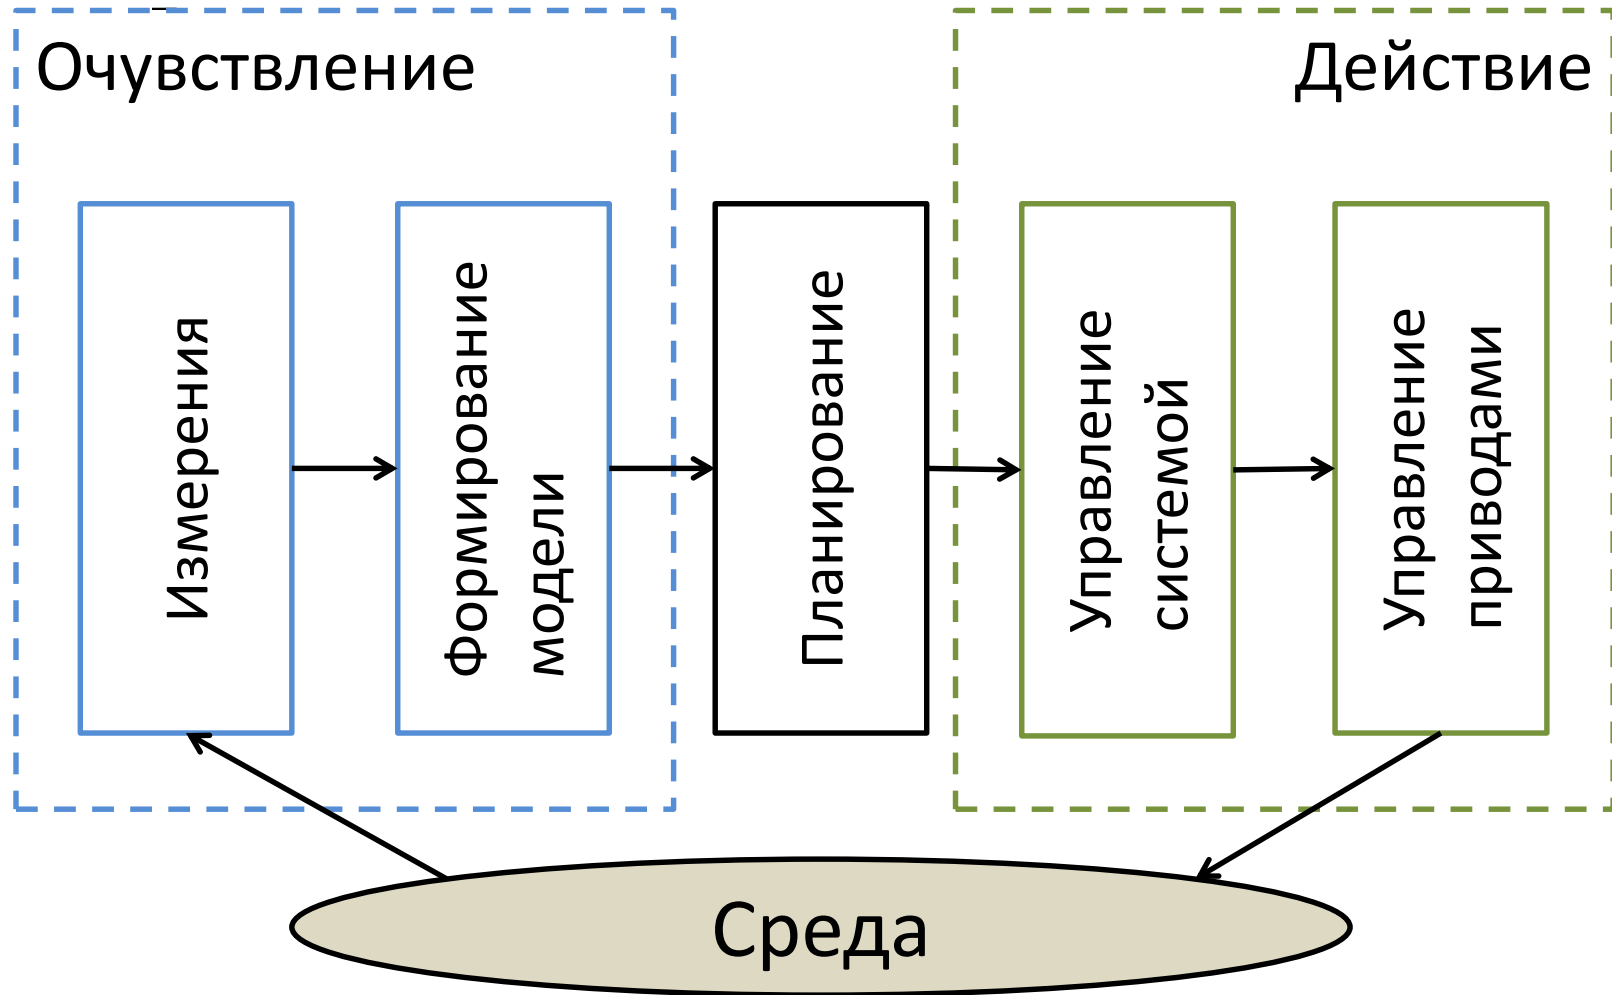 Очувствление
Действие
Измерения
Формирование
модели
Планирование
Управление
системой
Управление
приводами
Среда